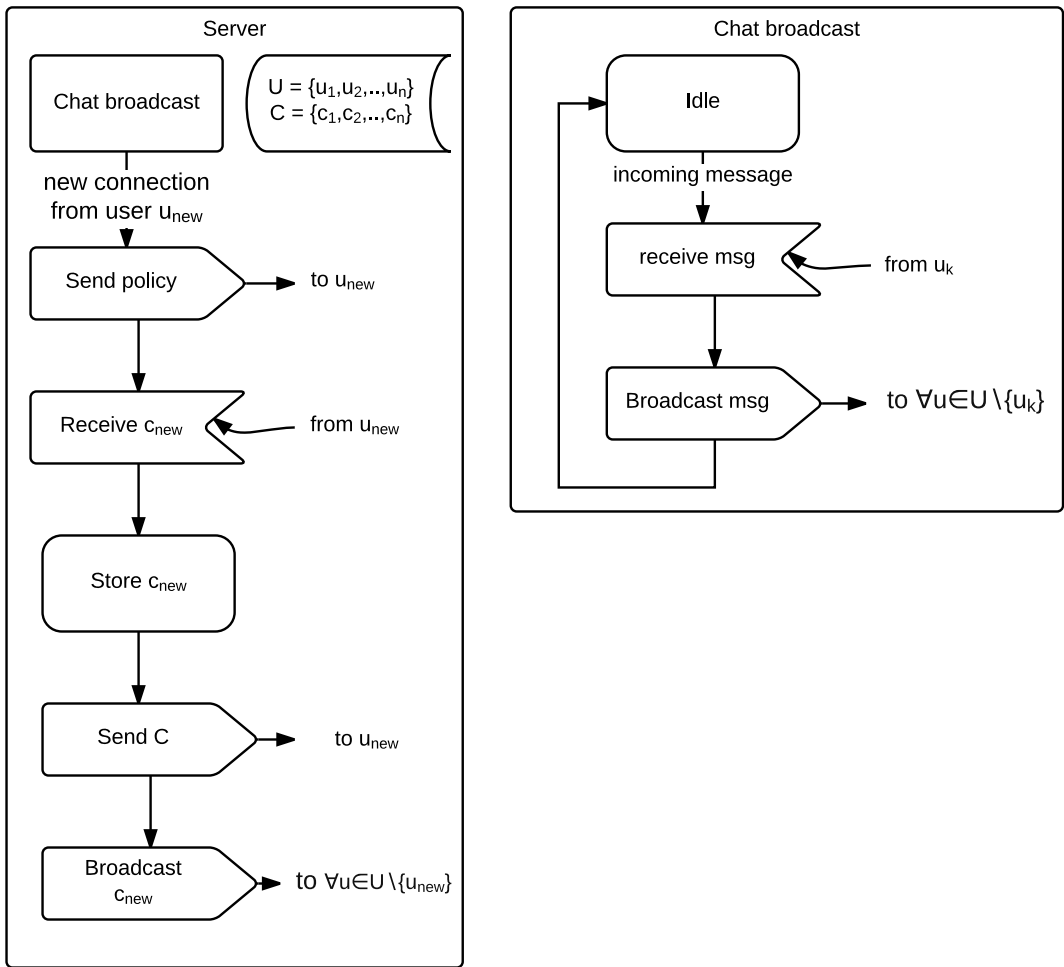 Server
Chat broadcast
U = {u₁,u₂,..,uₙ}
C = {c₁,c₂,..,cₙ}
new connection
from user uₙₑw
Send policy
to uₙₑw
Receive cₙₑw
from uₙₑw
Store cₙₑw
Send C
to uₙₑw
Broadcast
cₙₑw
to ∀u∈U∖{uₙₑw}
Chat broadcast
Idle
incoming message
receive msg
from uₖ
Broadcast msg
to ∀u∈U∖{uₖ}